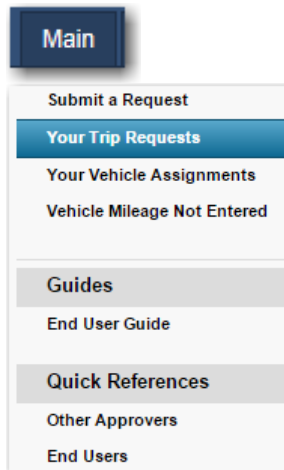 Main
Submit a Request
Your Trip Requests
Your Vehicle Assignments
Vehicle Mileage Not Entered
Guides
End User Guide
Quick References
Other Approvers
End Users